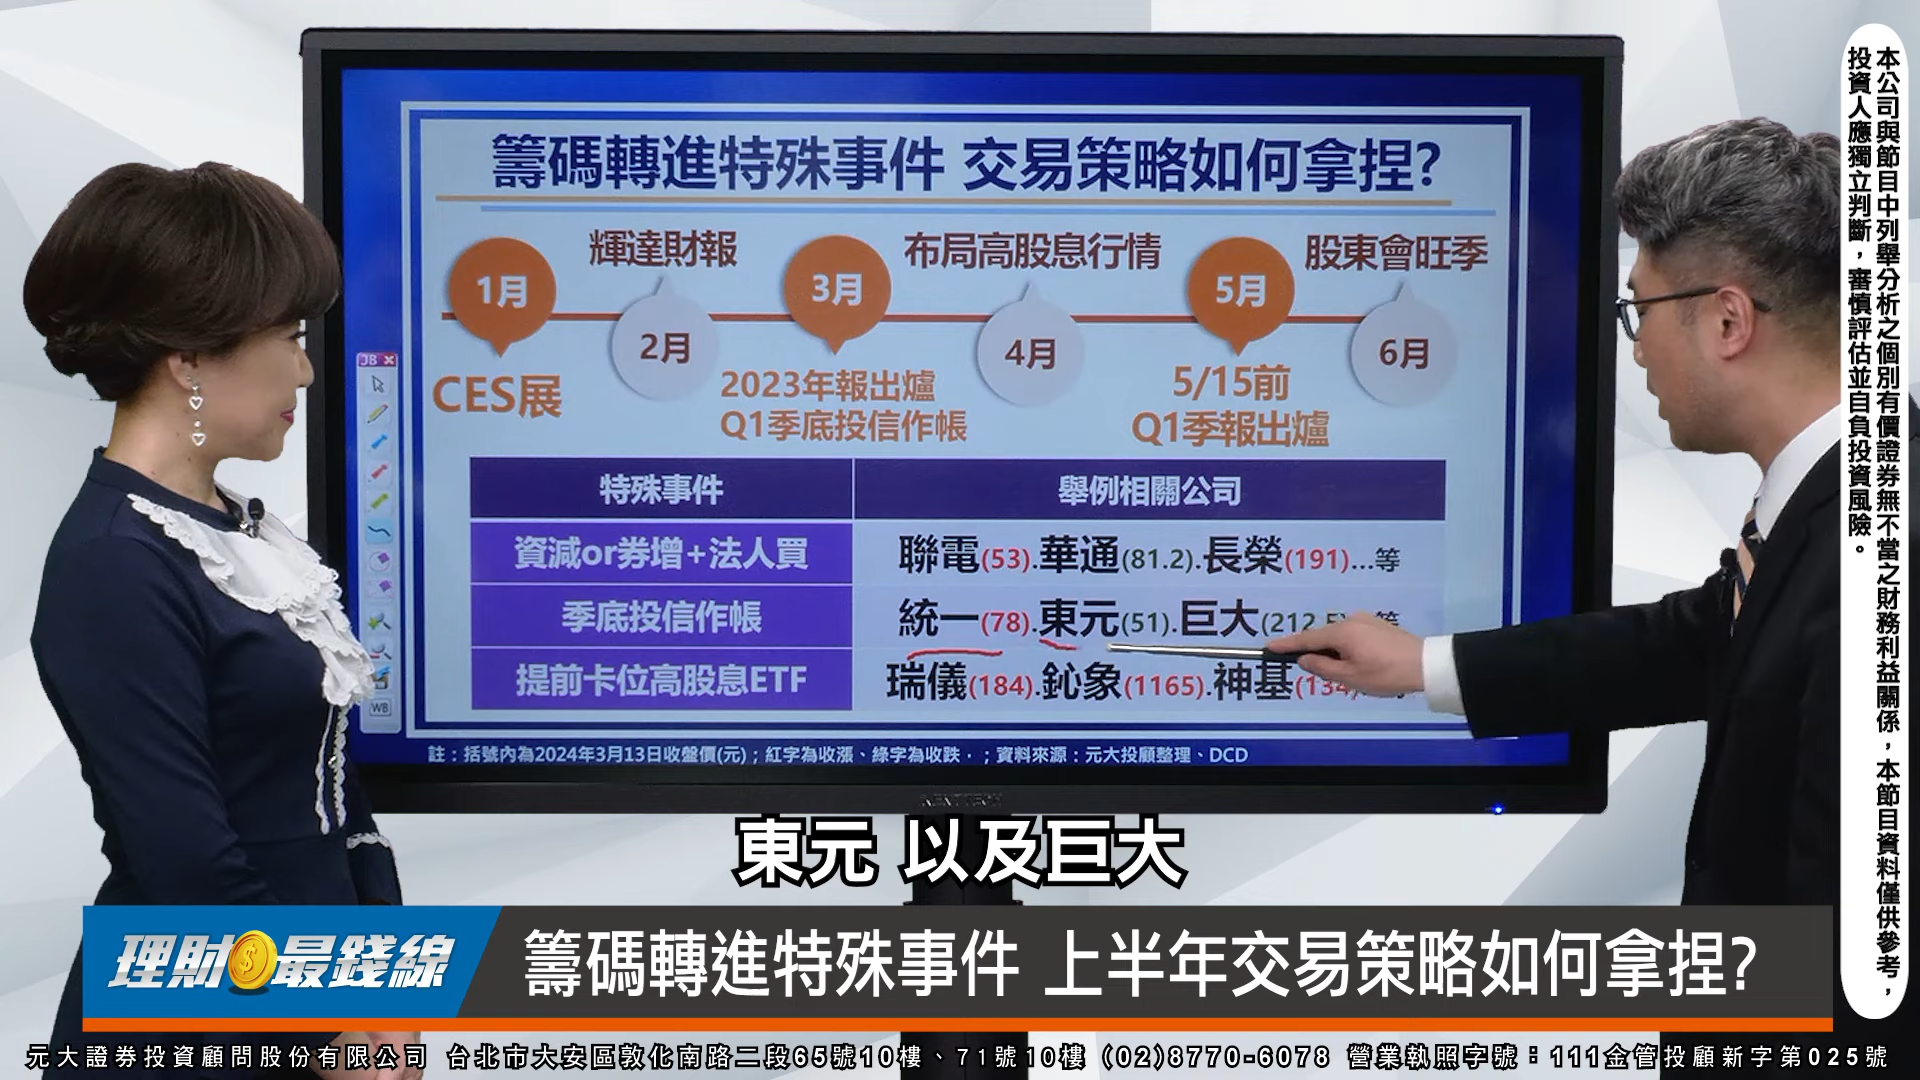 籌碼轉進特殊事件 交易策略如何拿捏?
輝達財報
布局高股息行情
股東會旺季
1月
2月
3月
4月
5月
6月
CES展
2023年報出爐
Q1季底投信作帳
5/15前
Q1季報出爐
特殊事件
舉例相關公司
資減or券增+法人買
聯電(53).華通(81.2).長榮(191)...等
季底投信作帳
統一(78).東元(51).巨大(212.5)
提前卡位高股息ETF
瑞儀(184).鈊象(1165).神基(134)
註：括號內為2024年3月13日收盤價(元)；紅字為收漲、綠字為收跌．；資料來源：元大投顧整理、DCD
JB
WB
東元 以及巨大
理財最錢線
籌碼轉進特殊事件 上半年交易策略如何拿捏?
元大證券投資顧問股份有限公司 台北市大安區敦化南路二段65號10樓、71號10樓 (02)8770-6078 營業執照字號：111金管投顧新字第025號
本公司與節目中列舉分析之個別有價證券無不當之財務利益關係，本節目資料僅供參考，
投資人應獨立判斷，審慎評估並自負投資風險。